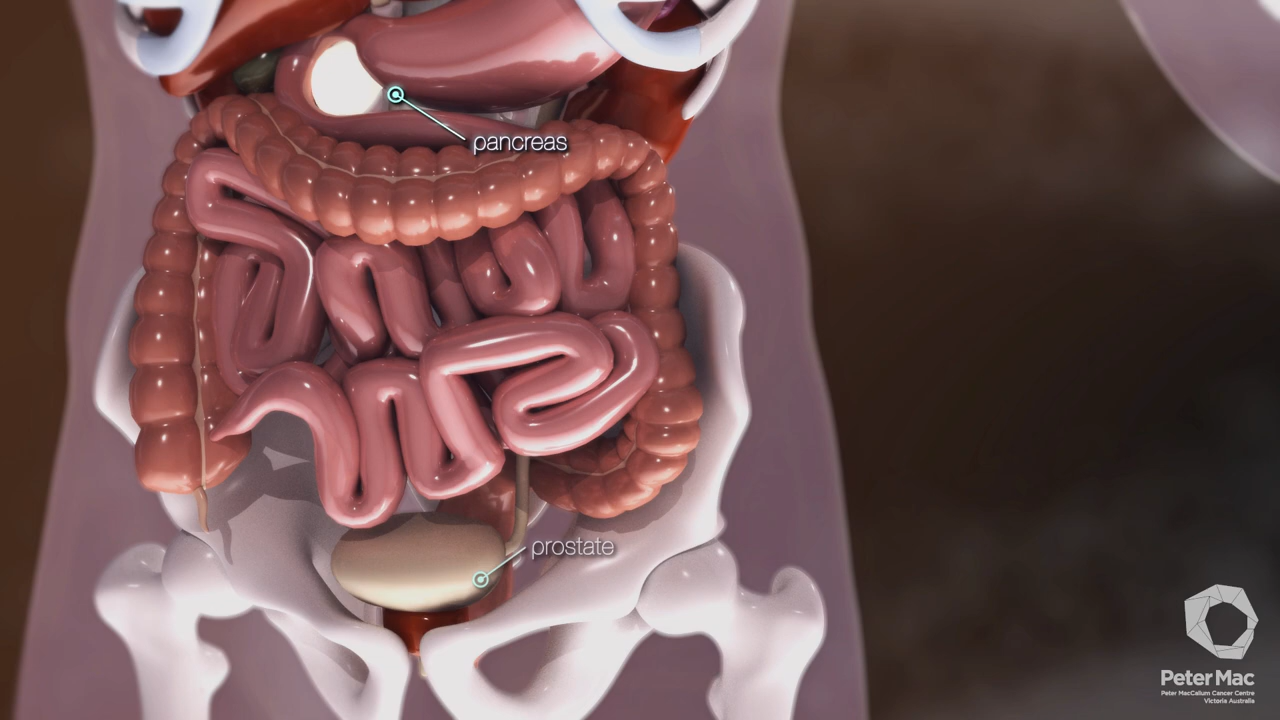 pancreas
prostate
Peter Mac
Peter MacCallum Cancer Centre
Victoria Australia